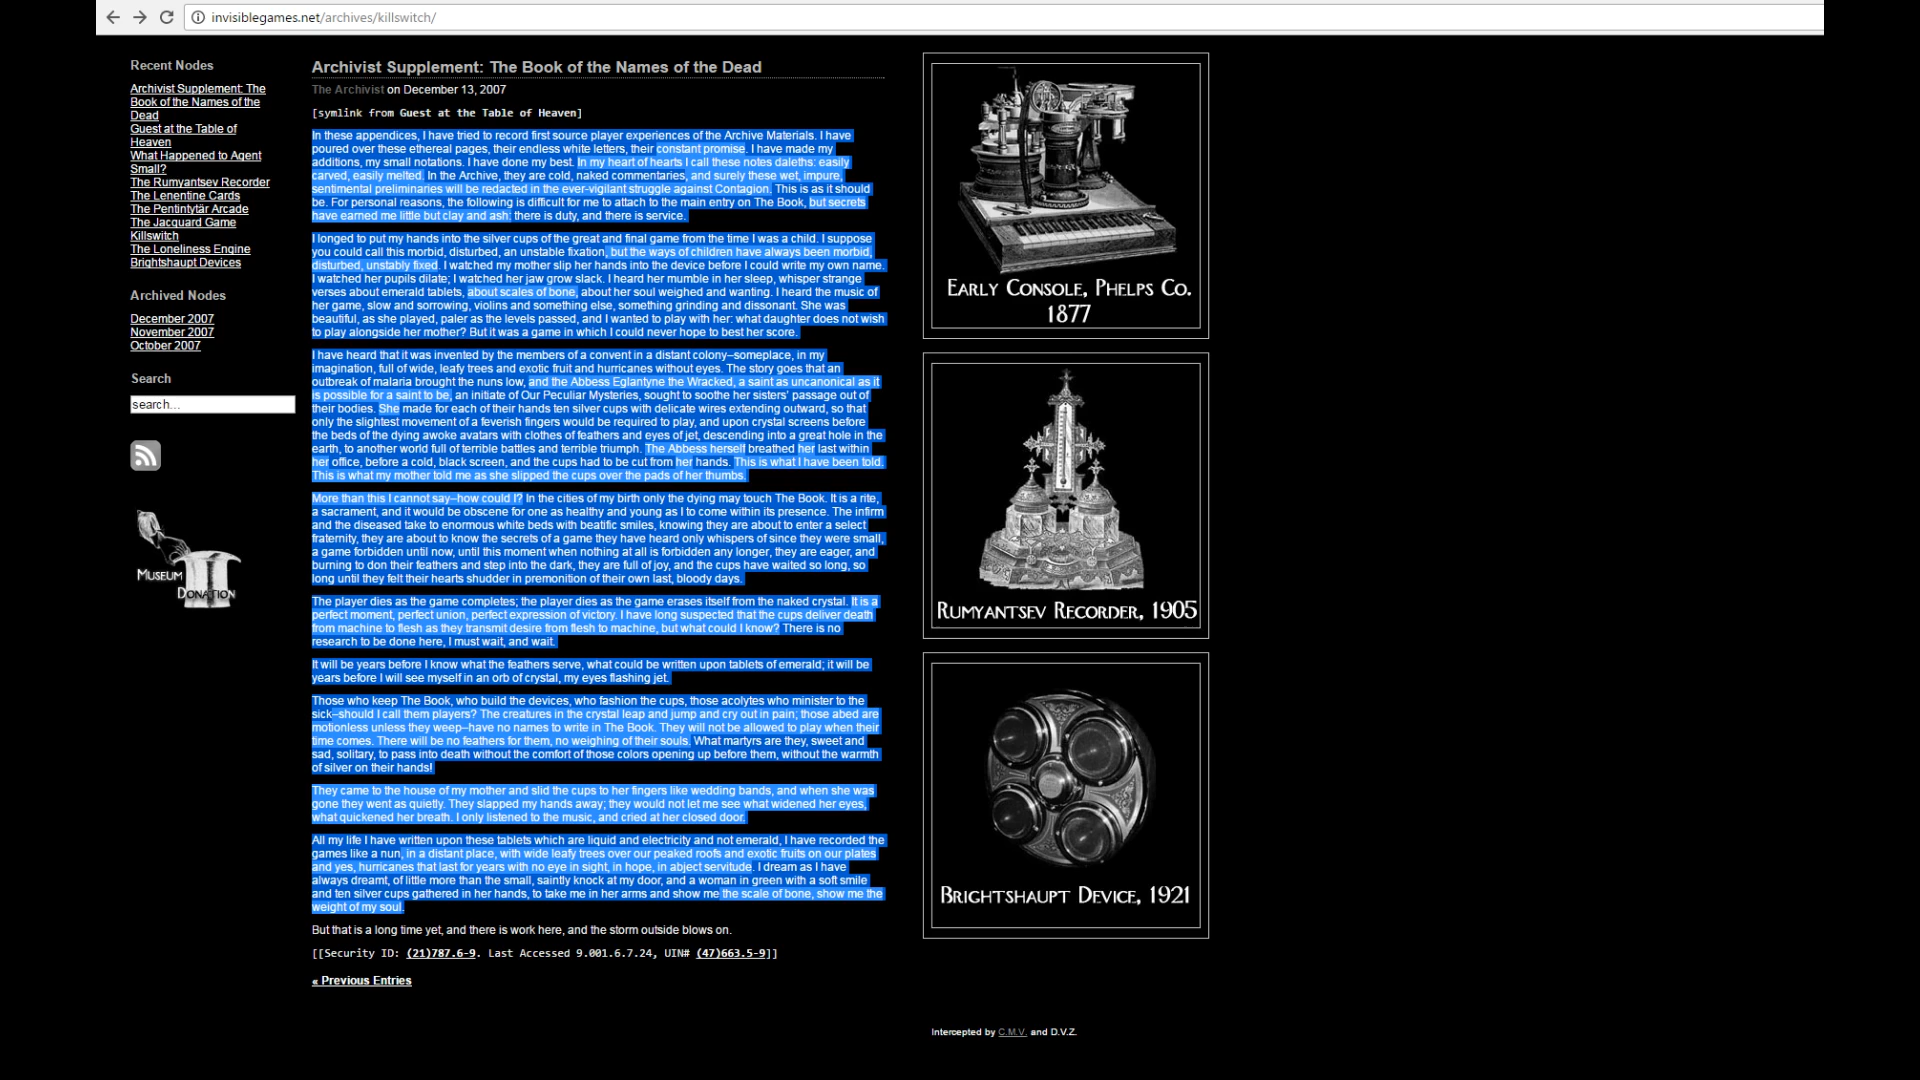 invisiblegames.net/archives/killswitch/
Recent Nodes
Archivist Supplement: The
Book of the Names of the
Dead
Guest at the Table of
Heaven
What Happened to Agent
Small?
The Rumyantsev Recorder
The Lenentine Cards
The Pentintytär Arcade
The Jacquard Game
Killswitch
The Loneliness Engine
Brightshaupt Devices
Archived Nodes
December 2007
November 2007
October 2007
Search
search...
MUSEUM
DONATION
Archivist Supplement: The Book of the Names of the Dead
The Archivist on December 13, 2007
[symlink from Guest at the Table of Heaven]
In these appendices, I have tried to record first source player experiences of the Archive Materials. I have
poured over these ethereal pages, their endless white letters, their constant promise. I have made my
additions, my small notations. I have done my best. In my heart of hearts I call these notes daleths: easily
carved, easily melted. In the Archive, they are cold, naked commentaries, and surely these wet, impure,
sentimental preliminaries will be redacted in the ever-vigilant struggle against Contagion. This is as it should
be. For personal reasons, the following is difficult for me to attach to the main entry on The Book, but secrets
have earned me little but clay and ash: there is duty, and there is service.
I longed to put my hands into the silver cups of the great and final game from the time I was a child. I suppose
you could call this morbid, disturbed, an unstable fixation, but the ways of children have always been morbid,
disturbed, unstably fixed. I watched my mother slip her hands into the device before I could write my own name.
I watched her pupils dilate; I watched her jaw grow slack. I heard her mumble in her sleep, whisper strange
verses about emerald tablets, about scales of bone, about her soul weighed and wanting. I heard the music of
her game, slow and sorrowing, violins and something else, something grinding and dissonant. She was
beautiful, as she played, paler as the levels passed, and I wanted to play with her: what daughter does not wish
to play alongside her mother? But it was a game in which I could never hope to best her score.
I have heard that it was invented by the members of a convent in a distant colony–someplace, in my
imagination, full of wide, leafy trees and exotic fruit and hurricanes without eyes. The story goes that an
outbreak of malaria brought the nuns low, and the Abbess Eglantyne the Wracked, a saint as uncanonical as it
is possible for a saint to be, an initiate of Our Peculiar Mysteries, sought to soothe her sisters' passage out of
their bodies. She made for each of their hands ten silver cups with delicate wires extending outward, so that
only the slightest movement of a feverish fingers would be required to play, and upon crystal screens before
the beds of the dying awoke avatars with clothes of feathers and eyes of jet, descending into a great hole in the
earth, to another world full of terrible battles and terrible triumph. The Abbess herself breathed her last within
her office, before a cold, black screen, and the cups had to be cut from her hands. This is what I have been told.
This is what my mother told me as she slipped the cups over the pads of her thumbs.
More than this I cannot say–how could I? In the cities of my birth only the dying may touch The Book. It is a rite,
a sacrament, and it would be obscene for one as healthy and young as I to come within its presence. The infirm
and the diseased take to enormous white beds with beatific smiles, knowing they are about to enter a select
fraternity, they are about to know the secrets of a game they have heard only whispers of since they were small,
a game forbidden until now, until this moment when nothing at all is forbidden any longer, they are eager, and
burning to don their feathers and step into the dark, they are full of joy, and the cups have waited so long, so
long until they felt their hearts shudder in premonition of their own last, bloody days.
The player dies as the game completes; the player dies as the game erases itself from the naked crystal. It is a
perfect moment, perfect union, perfect expression of victory. I have long suspected that the cups deliver death
from machine to flesh as they transmit desire from flesh to machine, but what could I know? There is no
research to be done here, I must wait, and wait.
It will be years before I know what the feathers serve, what could be written upon tablets of emerald; it will be
years before I will see myself in an orb of crystal, my eyes flashing jet.
Those who keep The Book, who build the devices, who fashion the cups, those acolytes who minister to the
sick–should I call them players? The creatures in the crystal leap and jump and cry out in pain; those abed are
motionless unless they weep–have no names to write in The Book. They will not be allowed to play when their
time comes. There will be no feathers for them, no weighing of their souls. What martyrs are they, sweet and
sad, solitary, to pass into death without the comfort of those colors opening up before them, without the warmth
of silver on their hands!
They came to the house of my mother and slid the cups to her fingers like wedding bands, and when she was
gone they went as quietly. They slapped my hands away; they would not let me see what widened her eyes,
what quickened her breath. I only listened to the music, and cried at her closed door.
All my life I have written upon these tablets which are liquid and electricity and not emerald, I have recorded the
games like a nun, in a distant place, with wide leafy trees over our peaked roofs and exotic fruits on our plates
and yes, hurricanes that last for years with no eye in sight, in hope, in abject servitude. I dream as I have
always dreamt, of little more than the small, saintly knock at my door, and a woman in green with a soft smile
and ten silver cups gathered in her hands, to take me in her arms and show me the scale of bone, show me the
weight of my soul.
But that is a long time yet, and there is work here, and the storm outside blows on.
[[Security ID: (21)787.6-9. Last Accessed 9.001.6.7.24, UIN# (47)663.5-9]]
« Previous Entries
EARLY CONSOLE, PHELPS CO.
1877
RUMYANTSEV RECORDER, 1905
BRIGHTSHAUPT DEVICE, 1921
Intercepted by C.M.V. and D.V.Z.